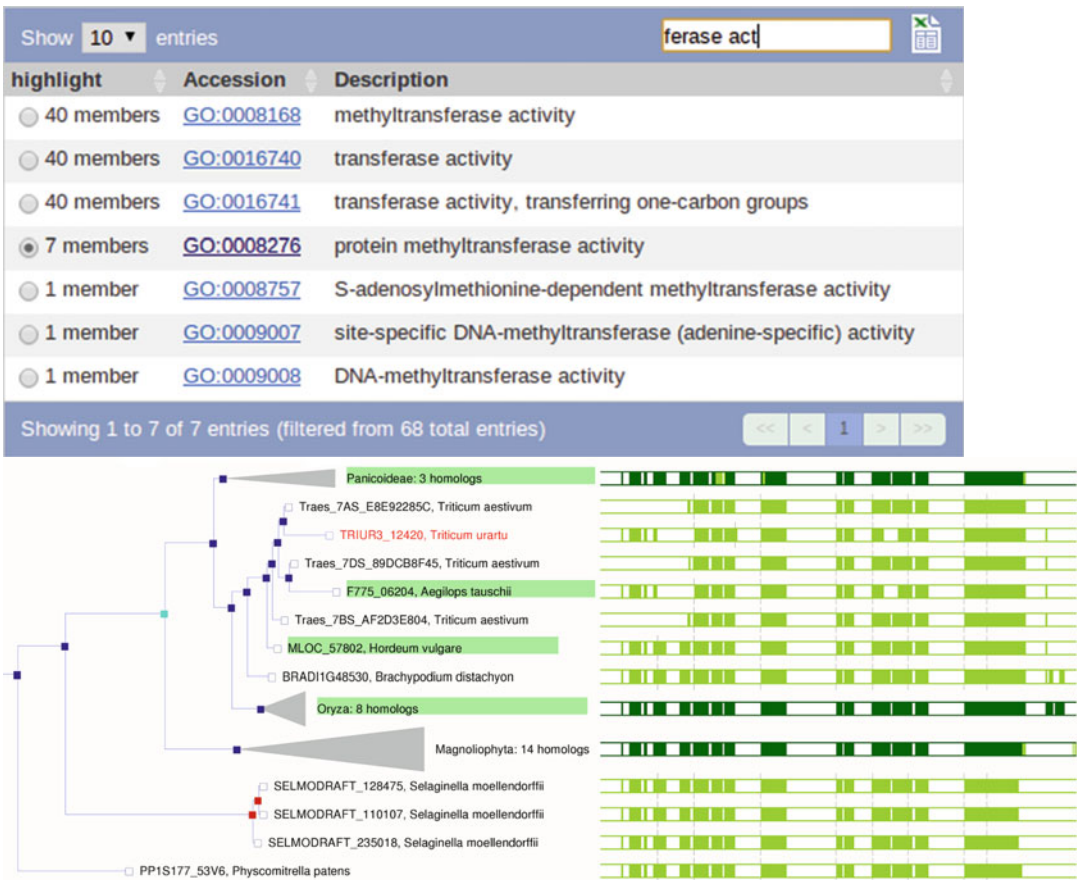 Show 10 ▼ entries ferase act
highlight Accession Description
40 members GO:0008168 methyltransferase activity
40 members GO:0016740 transferase activity
40 members GO:0016741 transferase activity, transferring one-carbon groups
7 members GO:0008276 protein methyltransferase activity
1 member GO:0008757 S-adenosylmethionine-dependent methyltransferase activity
1 member GO:0009007 site-specific DNA-methyltransferase (adenine-specific) activity
1 member GO:0009008 DNA-methyltransferase activity
Showing 1 to 7 of 7 entries (filtered from 68 total entries) << < 1 > >>
Panicoideae: 3 homologs
Traes_7AS_E8E92285C, Triticum aestivum
TRIUR3_12420, Triticum urartu
Traes_7DS_89DCB8F45, Triticum aestivum
F775_06204, Aegilops tauschii
Traes_7BS_AF2D3E804, Triticum aestivum
MLOC_57802, Hordeum vulgare
BRADI1G48530, Brachypodium distachyon
Oryza: 8 homologs
Magnoliophyta: 14 homologs
SELMODRAFT_128475, Selaginella moellendorffii
SELMODRAFT_110107, Selaginella moellendorffii
SELMODRAFT_235018, Selaginella moellendorffii
PP1S177_53V6, Physcomitrella patens